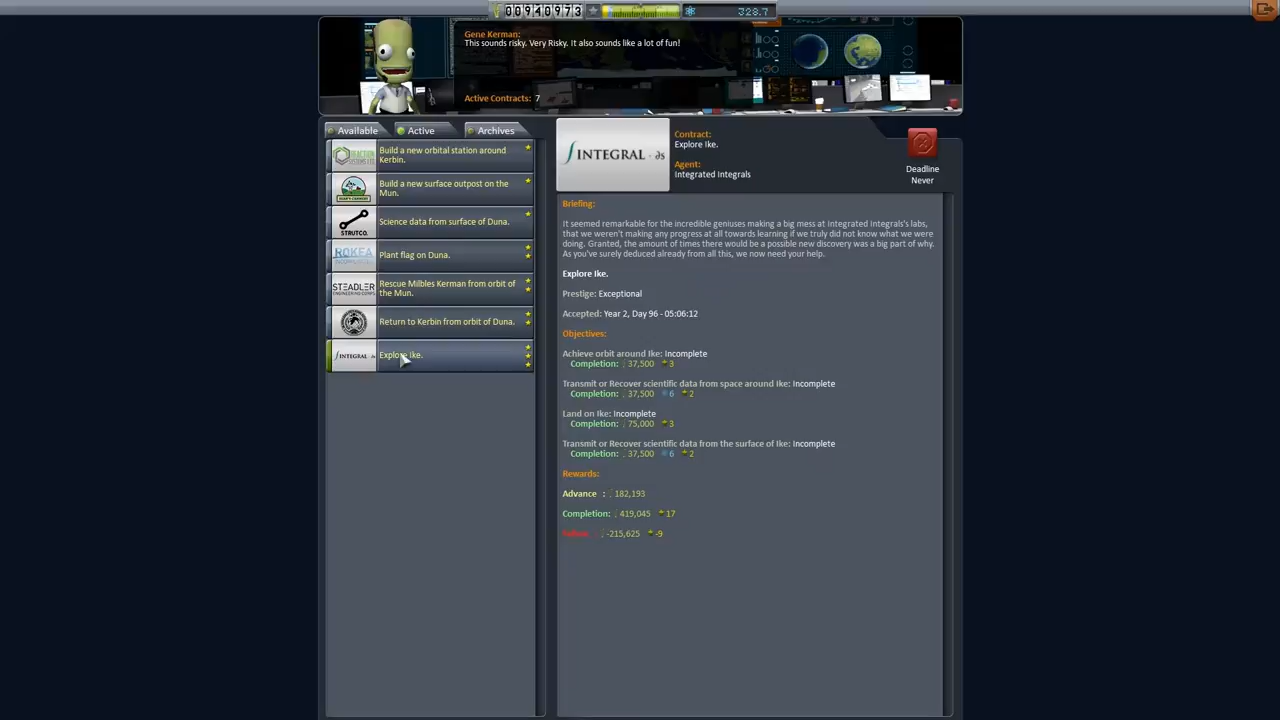 00940973
328.7
Gene Kerman:
This sounds risky. Very Risky. It also sounds like a lot of fun!
Active Contracts: 7
Available
Active
Archives
Build a new orbital station around
Kerbin.
Build a new surface outpost on the
Mun.
STRUTCO.
Science data from surface of Duna.
ROKEA
Plant flag on Duna.
STEADLER
ENGINEERING CORPS
Rescue Milbles Kerman from orbit of
the Mun.
Return to Kerbin from orbit of Duna.
∫INTEGRAL · ∂s
Explore Ike.
∫INTEGRAL · ∂s
Contract:
Explore Ike.
Agent:
Integrated Integrals
Deadline
Never
Briefing:
It seemed remarkable for the incredible geniuses making a big mess at Integrated Integrals's labs,
that we weren't making any progress at all towards learning if we truly did not know what we were
doing. Granted, the amount of times there would be a possible new discovery was a big part of why.
As you've surely deduced already from all this, we now need your help.
Explore Ike.
Prestige: Exceptional
Accepted: Year 2, Day 96 - 05:06:12
Objectives:
Achieve orbit around Ike: Incomplete
Completion: 37,500 3
Transmit or Recover scientific data from space around Ike: Incomplete
Completion: 37,500 6 2
Land on Ike: Incomplete
Completion: 75,000 3
Transmit or Recover scientific data from the surface of Ike: Incomplete
Completion: 37,500 6 2
Rewards:
Advance : 182,193
Completion: 419,045 17
Failure: -215,625 -9